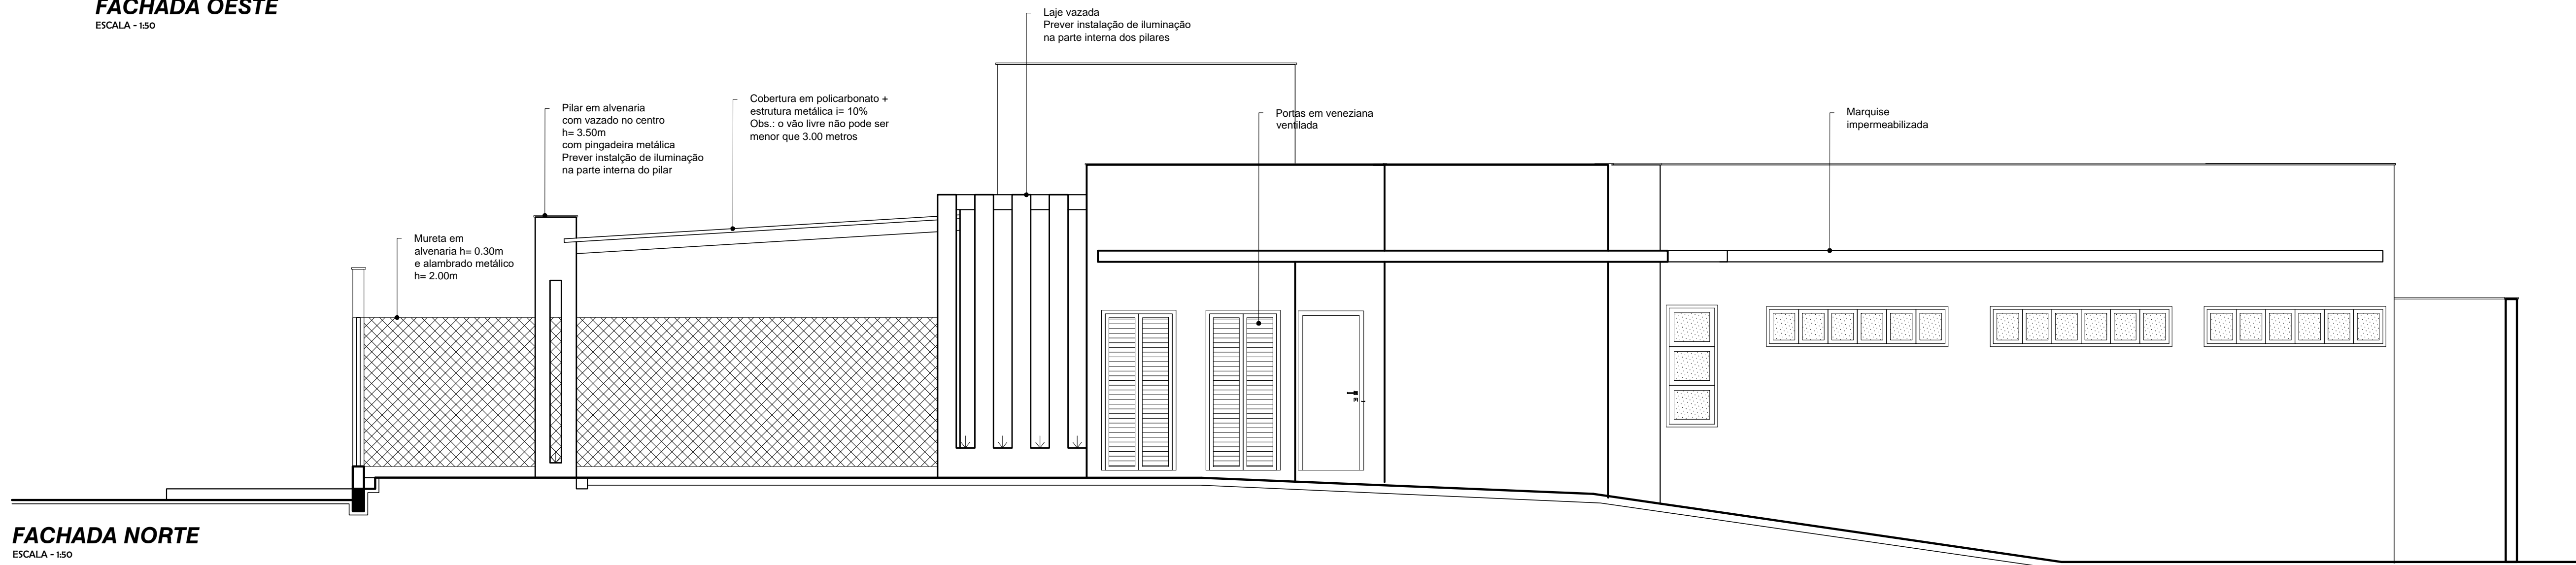 FACHADA OESTE
ESCALA - 1:50
Laje vazada
Prever instalação de iluminação
na parte interna dos pilares
Pilar em alvenaria
com vazado no centro
h= 3.50m
com pingadeira metálica
Prever instalção de iluminação
na parte interna do pilar
Cobertura em policarbonato +
estrutura metálica i= 10%
Obs.: o vão livre não pode ser
menor que 3.00 metros
Portas em veneziana
ventilada
Marquise
impermeabilizada
Mureta em
alvenaria h= 0.30m
e alambrado metálico
h= 2.00m
FACHADA NORTE
ESCALA - 1:50